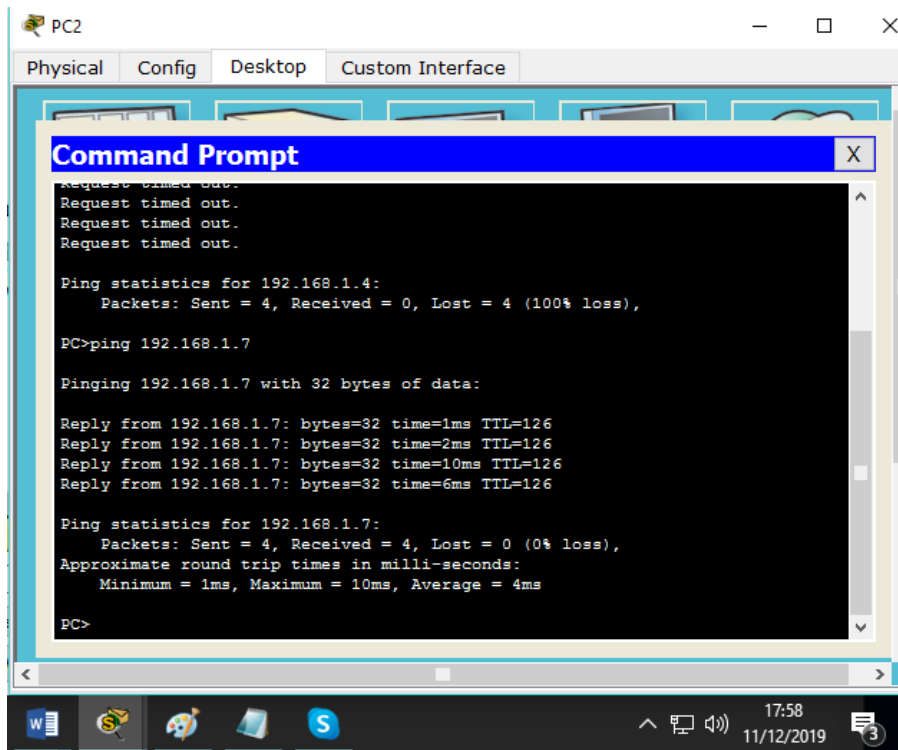 PC2
Physical Config Desktop Custom Interface
Command Prompt X
Request timed out.
Request timed out.
Request timed out.
Request timed out.
Ping statistics for 192.168.1.4:
Packets: Sent = 4, Received = 0, Lost = 4 (100% loss),
PC>ping 192.168.1.7
Pinging 192.168.1.7 with 32 bytes of data:
Reply from 192.168.1.7: bytes=32 time=1ms TTL=126
Reply from 192.168.1.7: bytes=32 time=2ms TTL=126
Reply from 192.168.1.7: bytes=32 time=10ms TTL=126
Reply from 192.168.1.7: bytes=32 time=6ms TTL=126
Ping statistics for 192.168.1.7:
Packets: Sent = 4, Received = 4, Lost = 0 (0% loss),
Approximate round trip times in milli-seconds:
Minimum = 1ms, Maximum = 10ms, Average = 4ms
PC>
17:58
11/12/2019
3